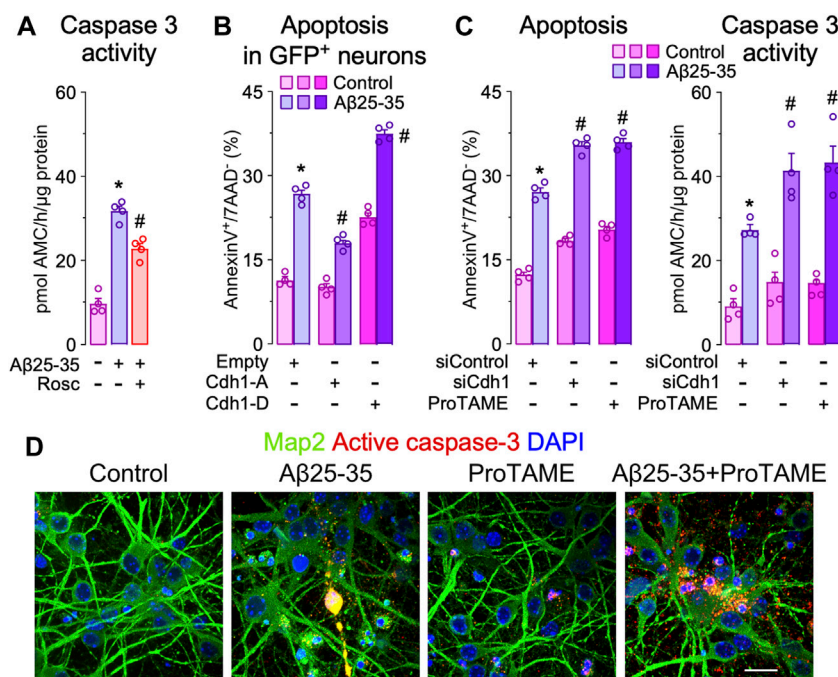 A Caspase 3 activity
60
40
20
0
pmol AMC/h/µg protein
*
#
Aβ25-35 - + +
Rosc - - +
B Apoptosis in GFP+ neurons
Control
Aβ25-35
45
30
15
0
AnnexinV+/7AAD- (%)
*
#
#
Empty + - -
Cdh1-A - + -
Cdh1-D - - +
C Apoptosis
Control
Aβ25-35
45
30
15
0
AnnexinV+/7AAD- (%)
*
#
#
siControl + - -
siCdh1 - + -
ProTAME - - +
Caspase 3 activity
60
40
20
0
pmol AMC/h/µg protein
*
#
#
siControl + - -
siCdh1 - + -
ProTAME - - +
D Map2 Active caspase-3 DAPI
Control Aβ25-35 ProTAME Aβ25-35+ProTAME